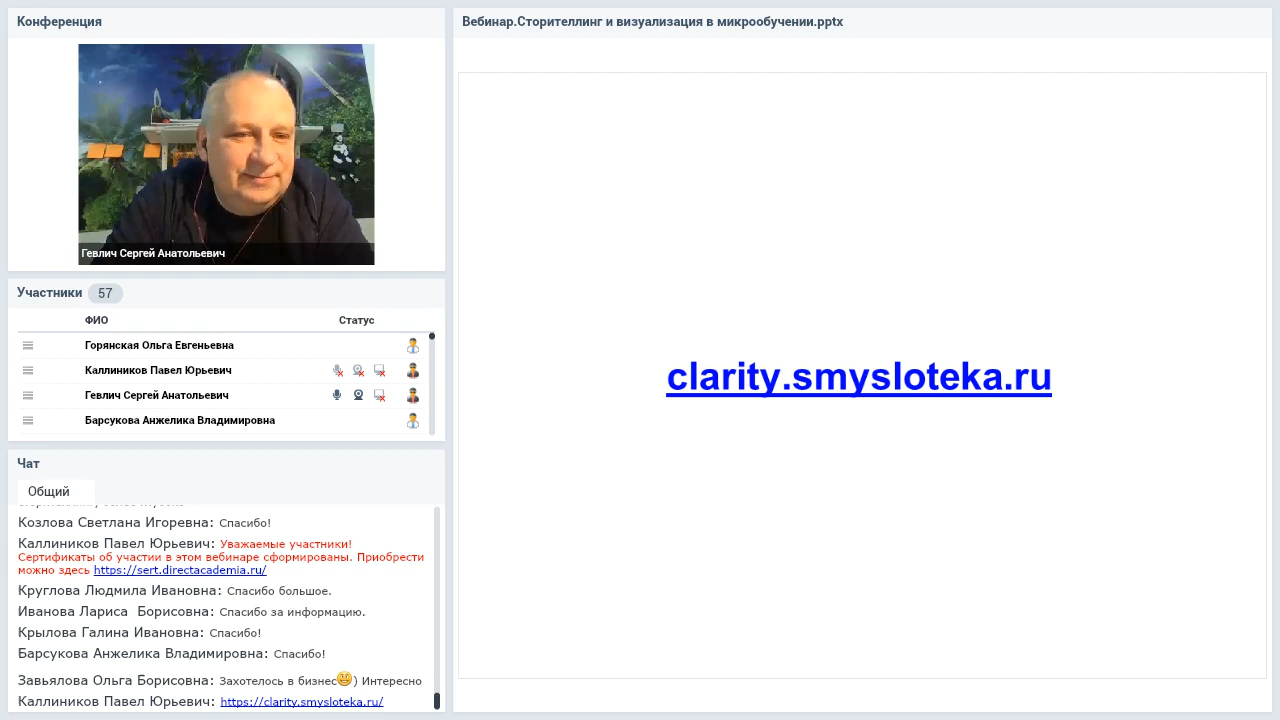 Конференция
Гевлич Сергей Анатольевич
Участники 57
ФИО Статус
Горянская Ольга Евгеньевна
Каллиников Павел Юрьевич
Гевлич Сергей Анатольевич
Барсукова Анжелика Владимировна
Чат
Общий
Козлова Светлана Игоревна: Спасибо!
Каллиников Павел Юрьевич: Уважаемые участники!
Сертификаты об участии в этом вебинаре сформированы. Приобрести
можно здесь https://sert.directacademia.ru/
Круглова Людмила Ивановна: Спасибо большое.
Иванова Лариса Борисовна: Спасибо за информацию.
Крылова Галина Ивановна: Спасибо!
Барсукова Анжелика Владимировна: Спасибо!
Завьялова Ольга Борисовна: Захотелось в бизнес) Интересно
Каллиников Павел Юрьевич: https://clarity.smysloteka.ru/
Вебинар.Сторителлинг и визуализация в микрообучении.pptx
clarity.smysloteka.ru